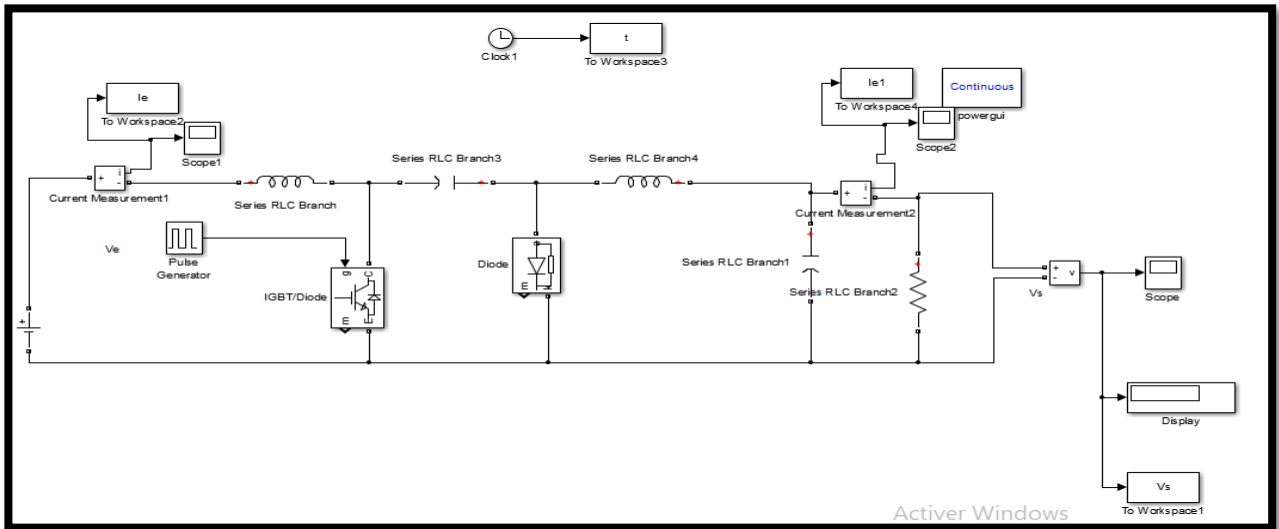 t
Clock1
To Workspace3
Ie
To Workspace2
Scope1
Ie1
To Workspace4
Continuous
powergui
Scope2
Series RLC Branch3
Series RLC Branch4
+
i
-
Current Measurement1
Series RLC Branch
+
i
-
Current Measurement2
Ve
Pulse
Generator
g
C
m
E
IGBT/Diode
Diode
m
Series RLC Branch1
Series RLC Branch2
+
-
v
Vs
Scope
+
Display
Vs
To Workspace1
Activer Windows